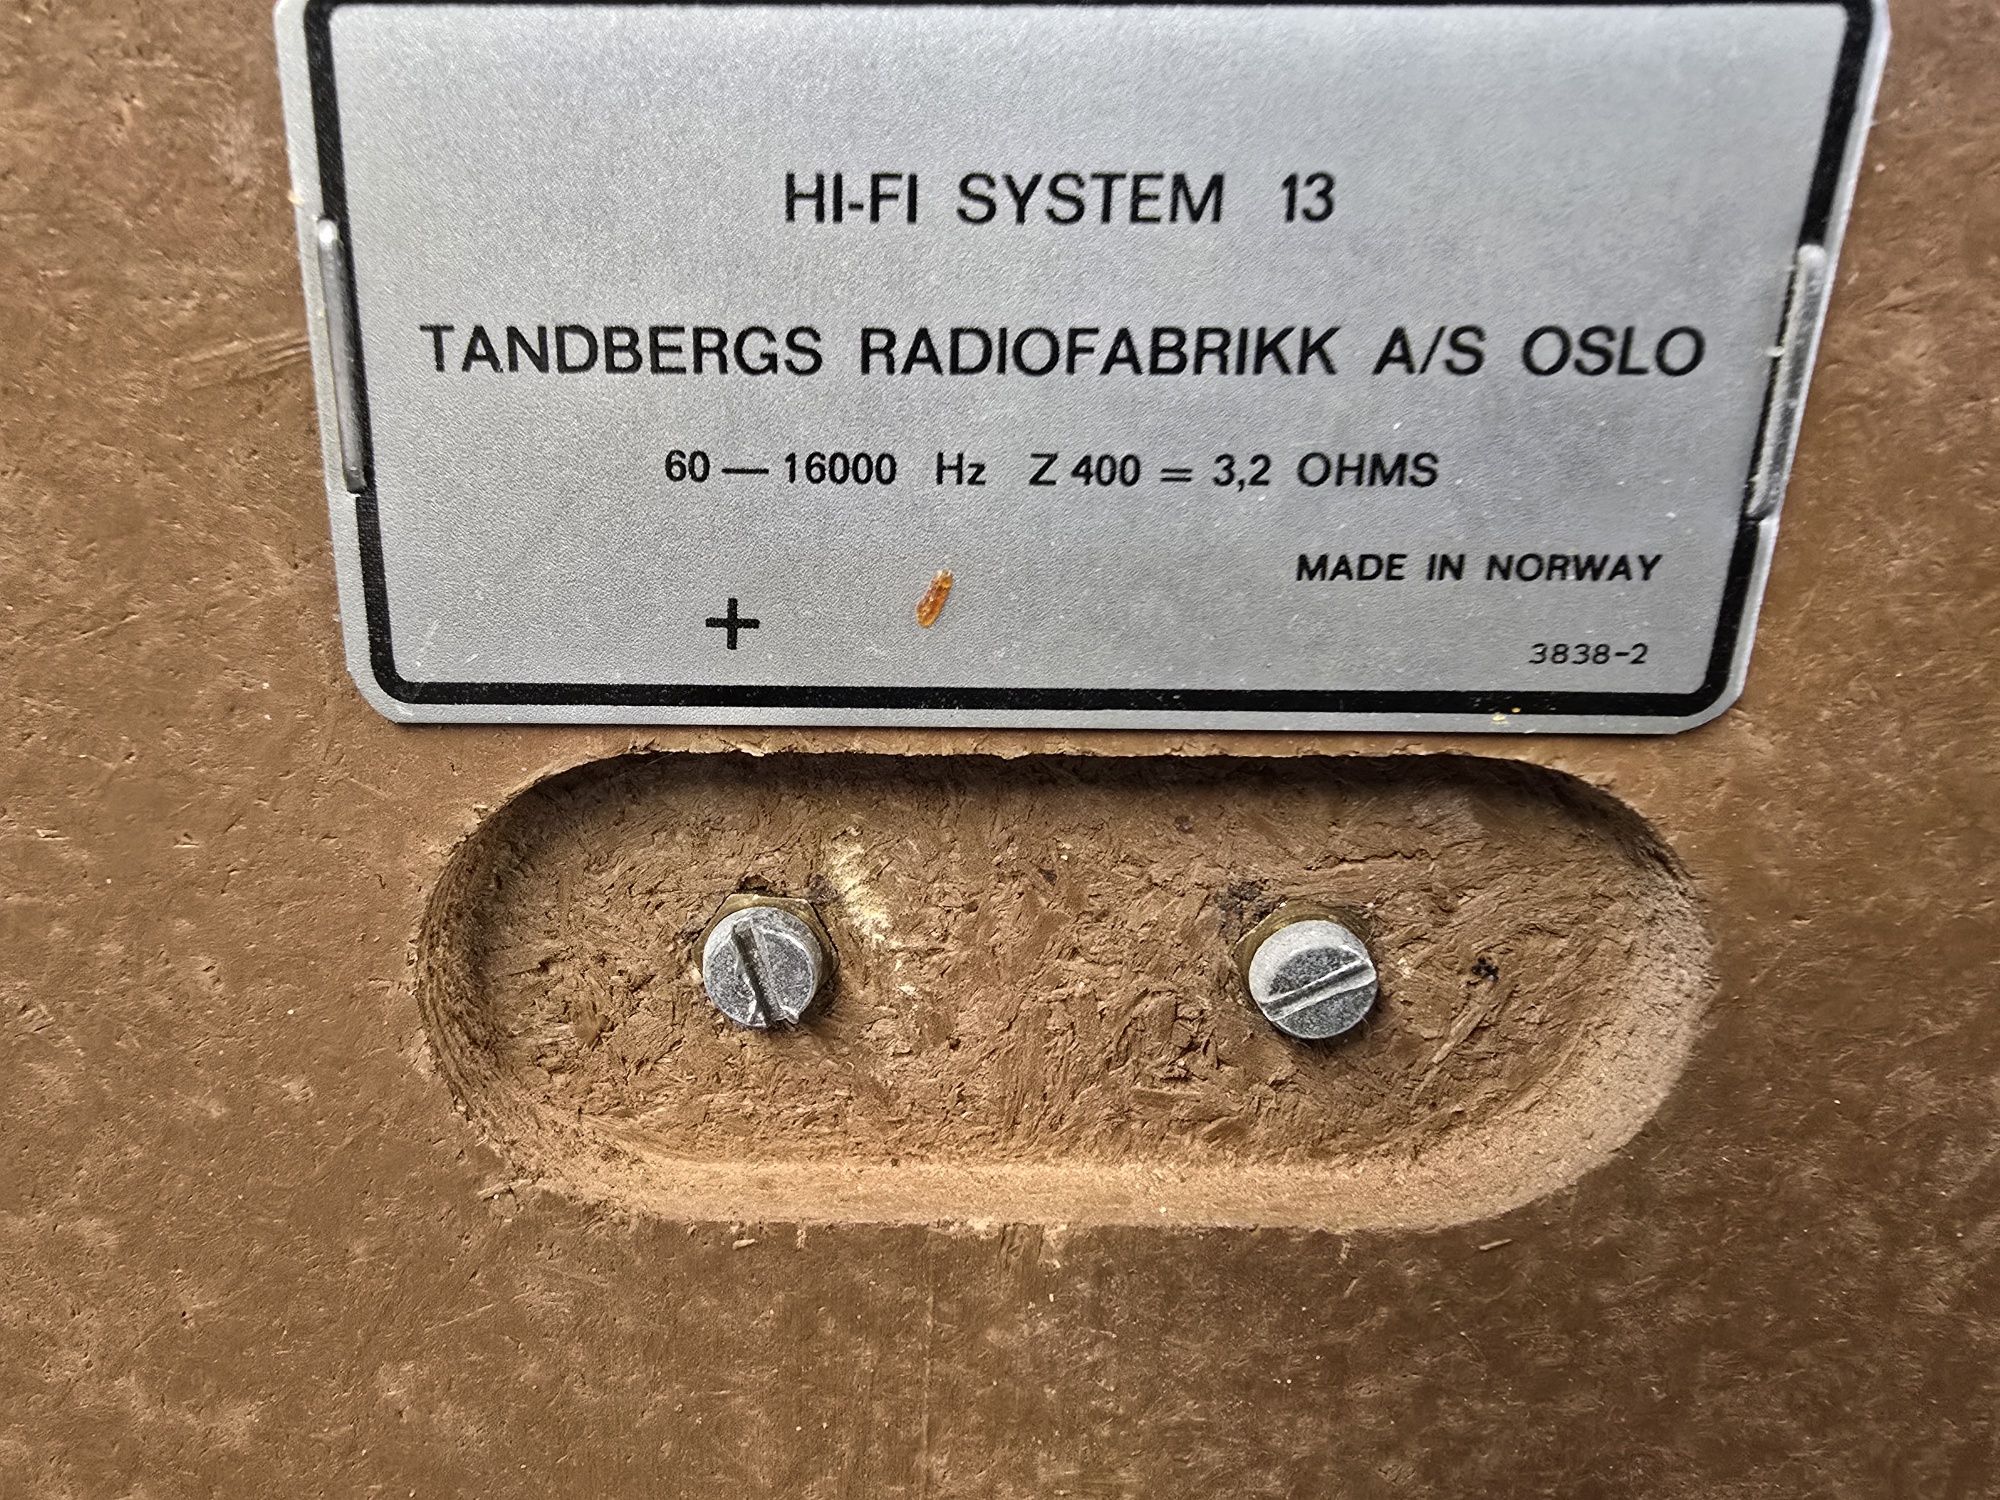 HI-FI SYSTEM 13
TANDBERGS RADIOFABRIKK A/S OSLO
60 — 16000 Hz Z 400 = 3,2 OHMS
MADE IN NORWAY
+
3838-2